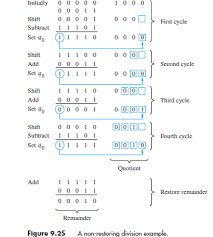 Initially 0 0 0 0 0 1 0 0 0
0 0 0 1 1
Shift 0 0 0 0 1 0 0 0
Subtract 1 1 1 0 1 First cycle
Set q0 1 1 1 1 0 0 0 0 0
Shift 1 1 1 0 0 0 0 0
Add 0 0 0 1 1 Second cycle
Set q0 1 1 1 1 1 0 0 0 0
Shift 1 1 1 1 0 0 0 0
Add 0 0 0 1 1 Third cycle
Set q0 0 0 0 0 1 0 0 0 1
Shift 0 0 0 1 0 0 0 1
Subtract 1 1 1 0 1 Fourth cycle
Set q0 1 1 1 1 1 0 0 1 0
Quotient
Add 1 1 1 1 1
0 0 0 1 1 Restore remainder
0 0 0 1 0
Remainder
Figure 9.25 A non-restoring division example.